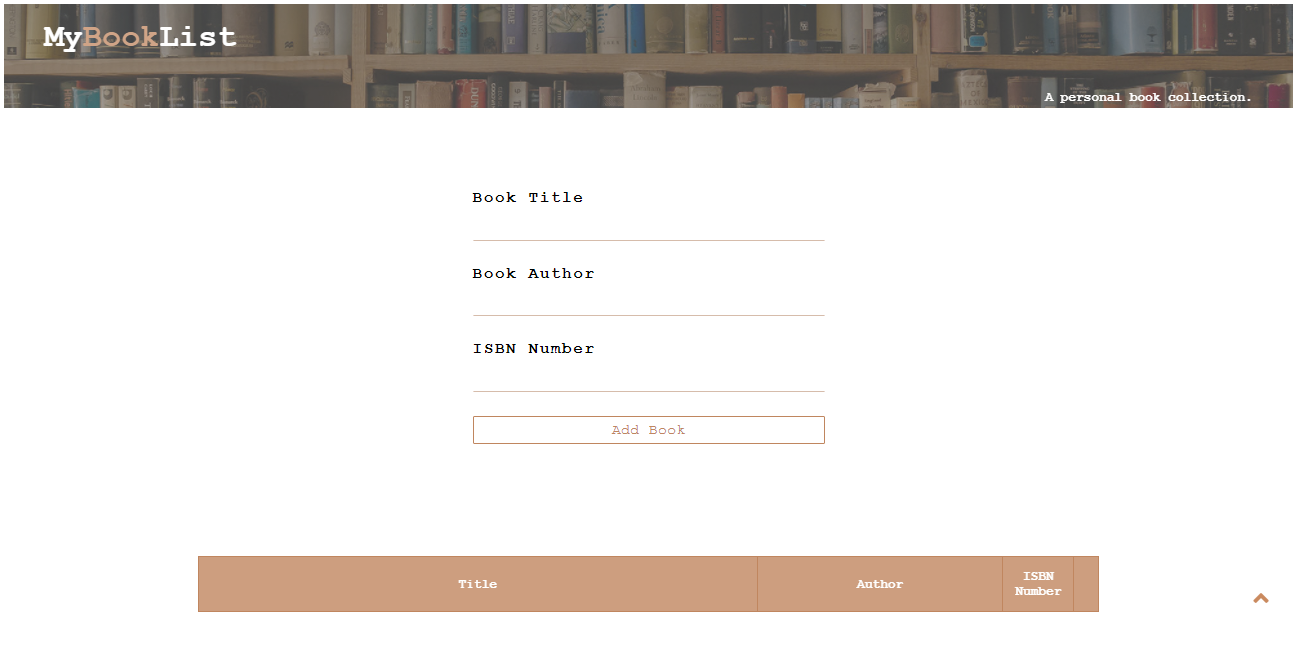 MyBookList
A personal book collection.
Book Title
Book Author
ISBN Number
Add Book
Title
Author
ISBN
Number